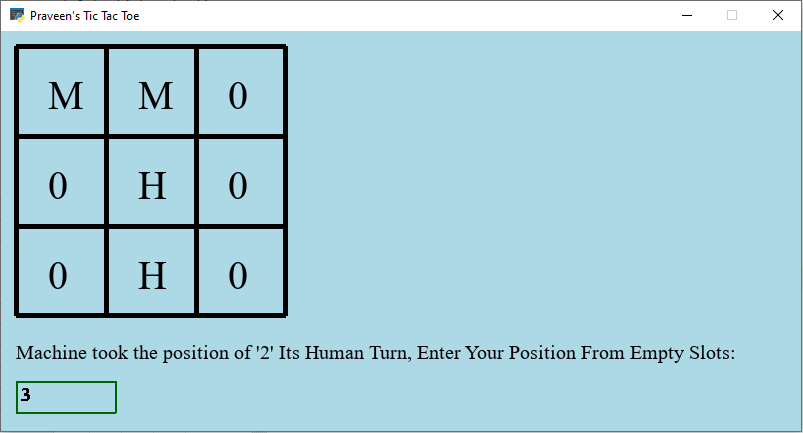 Praveen's Tic Tac Toe
M M 0
0 H 0
0 H 0
Machine took the position of '2' Its Human Turn, Enter Your Position From Empty Slots:
3